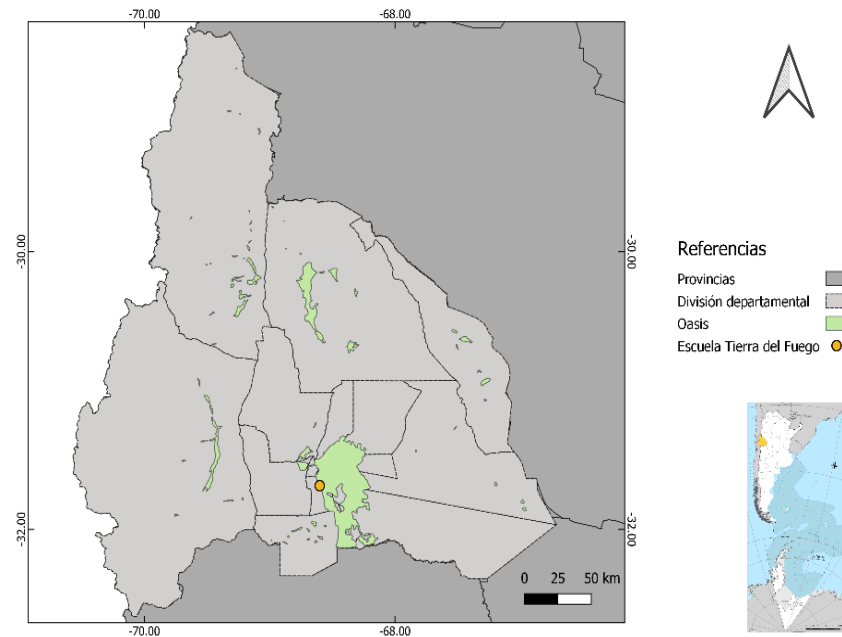 -70.00
-68.00
-30.00
-30.00
-32.00
-32.00
0 25 50 km
-70.00
-68.00
Referencias
Provincias
División departamental
Oasis
Escuela Tierra del Fuego